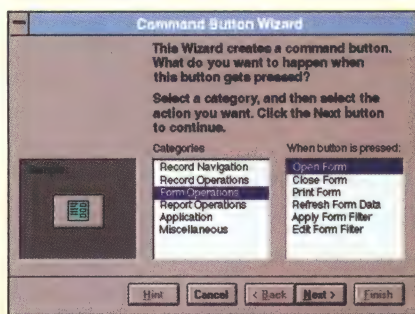 Command Button Wizard
This Wizard creates a command button.
What do you want to happen when
this button gets pressed?
Select a category, and then select the
action you want. Click the Next button
to continue.
Categories
When button is pressed:
Record Navigation
Record Operations
Form Operations
Report Operations
Application
Miscellaneous
Open Form
Close Form
Print Form
Refresh Form Data
Apply Form Filter
Edit Form Filter
Hint
Cancel
< Back
Next >
Finish